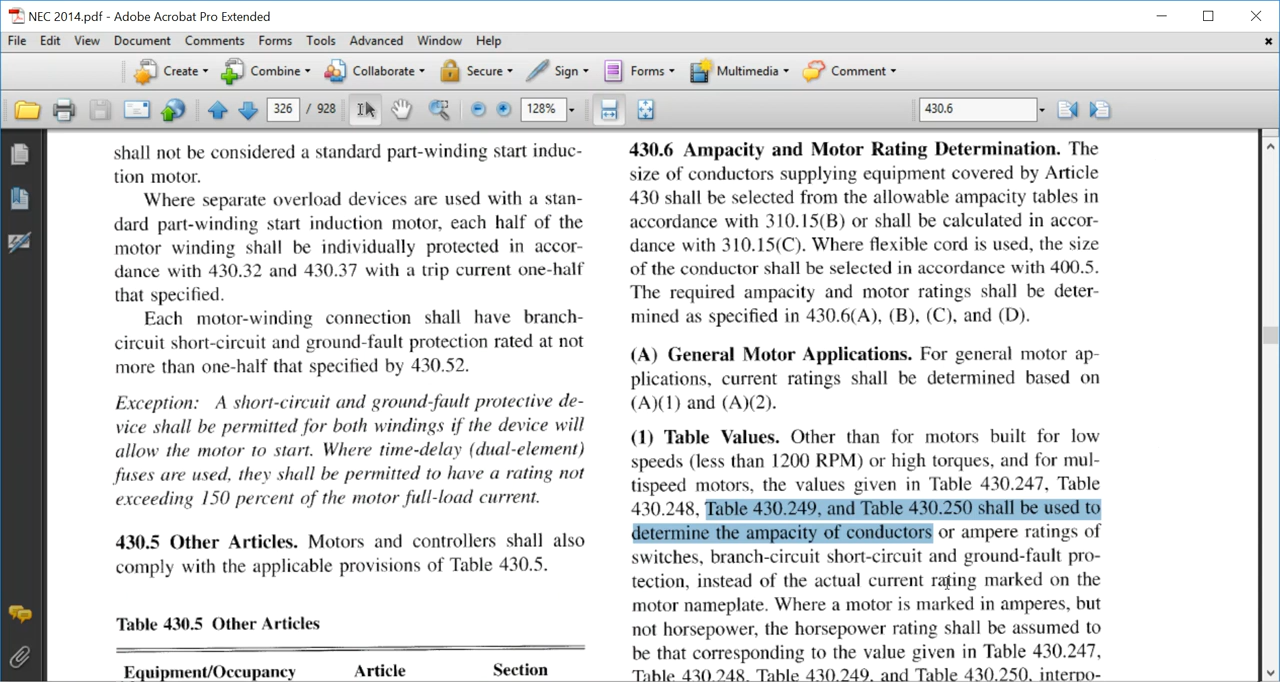 NEC 2014.pdf - Adobe Acrobat Pro Extended
File Edit View Document Comments Forms Tools Advanced Window Help
Create Combine Collaborate Secure Sign Forms Multimedia Comment
326 / 928 128% 430.6
shall not be considered a standard part-winding start induc-
tion motor.
Where separate overload devices are used with a stan-
dard part-winding start induction motor, each half of the
motor winding shall be individually protected in accor-
dance with 430.32 and 430.37 with a trip current one-half
that specified.
Each motor-winding connection shall have branch-
circuit short-circuit and ground-fault protection rated at not
more than one-half that specified by 430.52.
Exception: A short-circuit and ground-fault protective de-
vice shall be permitted for both windings if the device will
allow the motor to start. Where time-delay (dual-element)
fuses are used, they shall be permitted to have a rating not
exceeding 150 percent of the motor full-load current.
430.5 Other Articles. Motors and controllers shall also
comply with the applicable provisions of Table 430.5.
Table 430.5 Other Articles
Equipment/Occupancy Article Section
430.6 Ampacity and Motor Rating Determination. The
size of conductors supplying equipment covered by Article
430 shall be selected from the allowable ampacity tables in
accordance with 310.15(B) or shall be calculated in accor-
dance with 310.15(C). Where flexible cord is used, the size
of the conductor shall be selected in accordance with 400.5.
The required ampacity and motor ratings shall be deter-
mined as specified in 430.6(A), (B), (C), and (D).
(A) General Motor Applications. For general motor ap-
plications, current ratings shall be determined based on
(A)(1) and (A)(2).
(1) Table Values. Other than for motors built for low
speeds (less than 1200 RPM) or high torques, and for mul-
tispeed motors, the values given in Table 430.247, Table
430.248, Table 430.249, and Table 430.250 shall be used to
determine the ampacity of conductors or ampere ratings of
switches, branch-circuit short-circuit and ground-fault pro-
tection, instead of the actual current rating marked on the
motor nameplate. Where a motor is marked in amperes, but
not horsepower, the horsepower rating shall be assumed to
be that corresponding to the value given in Table 430.247,
Table 430.248, Table 430.249, and Table 430.250, interpo-